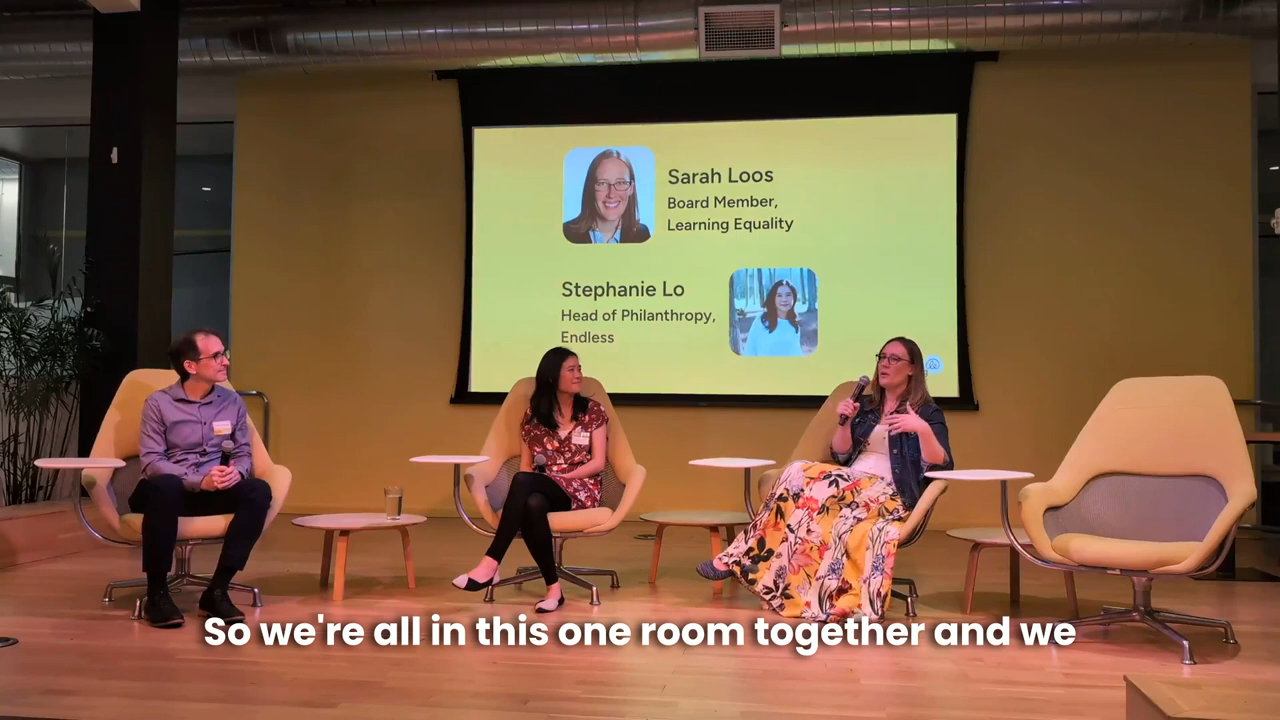 Sarah Loos
Board Member,
Learning Equality
Stephanie Lo
Head of Philanthropy,
Endless
So we're all in this one room together and we